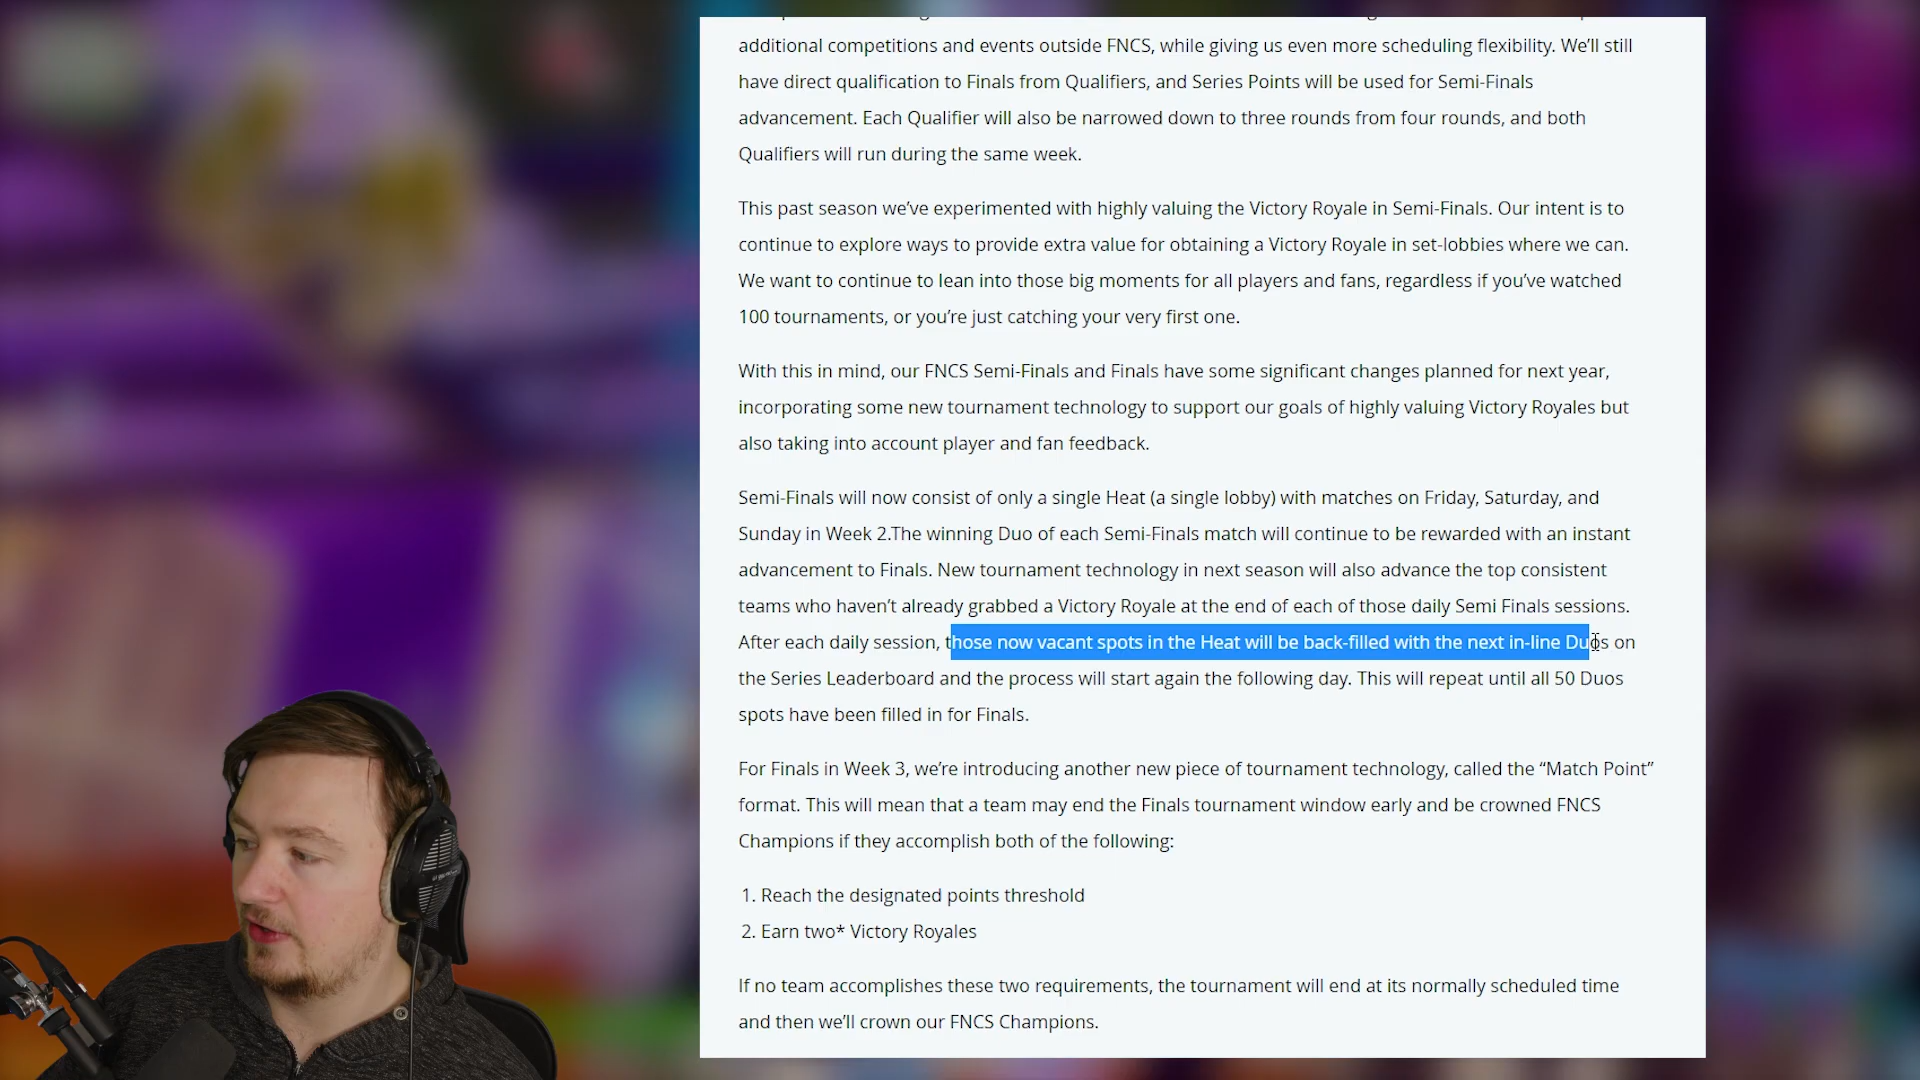 additional competitions and events outside FNCS, while giving us even more scheduling flexibility. We’ll still
have direct qualification to Finals from Qualifiers, and Series Points will be used for Semi-Finals
advancement. Each Qualifier will also be narrowed down to three rounds from four rounds, and both
Qualifiers will run during the same week.
This past season we’ve experimented with highly valuing the Victory Royale in Semi-Finals. Our intent is to
continue to explore ways to provide extra value for obtaining a Victory Royale in set-lobbies where we can.
We want to continue to lean into those big moments for all players and fans, regardless if you’ve watched
100 tournaments, or you’re just catching your very first one.
With this in mind, our FNCS Semi-Finals and Finals have some significant changes planned for next year,
incorporating some new tournament technology to support our goals of highly valuing Victory Royales but
also taking into account player and fan feedback.
Semi-Finals will now consist of only a single Heat (a single lobby) with matches on Friday, Saturday, and
Sunday in Week 2.The winning Duo of each Semi-Finals match will continue to be rewarded with an instant
advancement to Finals. New tournament technology in next season will also advance the top consistent
teams who haven’t already grabbed a Victory Royale at the end of each of those daily Semi Finals sessions.
After each daily session, those now vacant spots in the Heat will be back-filled with the next in-line Duos on
the Series Leaderboard and the process will start again the following day. This will repeat until all 50 Duos
spots have been filled in for Finals.
For Finals in Week 3, we’re introducing another new piece of tournament technology, called the “Match Point”
format. This will mean that a team may end the Finals tournament window early and be crowned FNCS
Champions if they accomplish both of the following:
1. Reach the designated points threshold
2. Earn two* Victory Royales
If no team accomplishes these two requirements, the tournament will end at its normally scheduled time
and then we’ll crown our FNCS Champions.